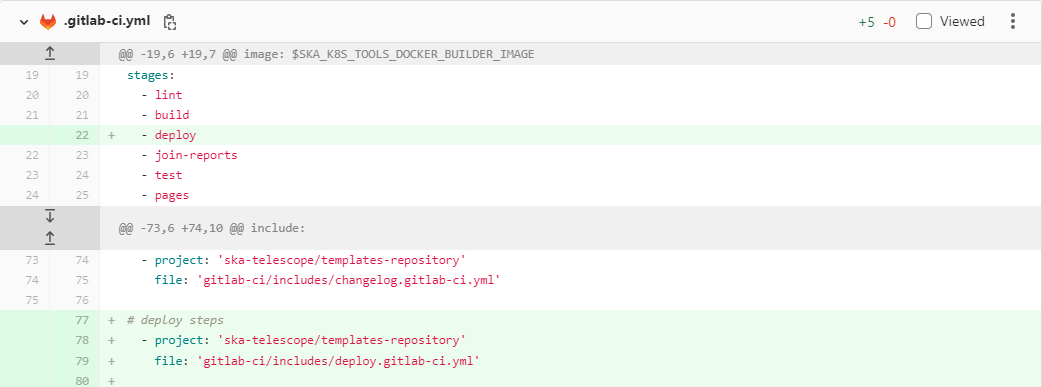 .gitlab-ci.yml +5 -0 Viewed
@@ -19,6 +19,7 @@ image: $SKA_K8S_TOOLS_DOCKER_BUILDER_IMAGE
19 19 stages:
20 20 - lint
21 21 - build
22 + - deploy
22 23 - join-reports
23 24 - test
24 25 - pages
@@ -73,6 +74,10 @@ include:
73 74 - project: 'ska-telescope/templates-repository'
74 75 file: 'gitlab-ci/includes/changelog.gitlab-ci.yml'
75 76
77 + # deploy steps
78 + - project: 'ska-telescope/templates-repository'
79 + file: 'gitlab-ci/includes/deploy.gitlab-ci.yml'
80 +